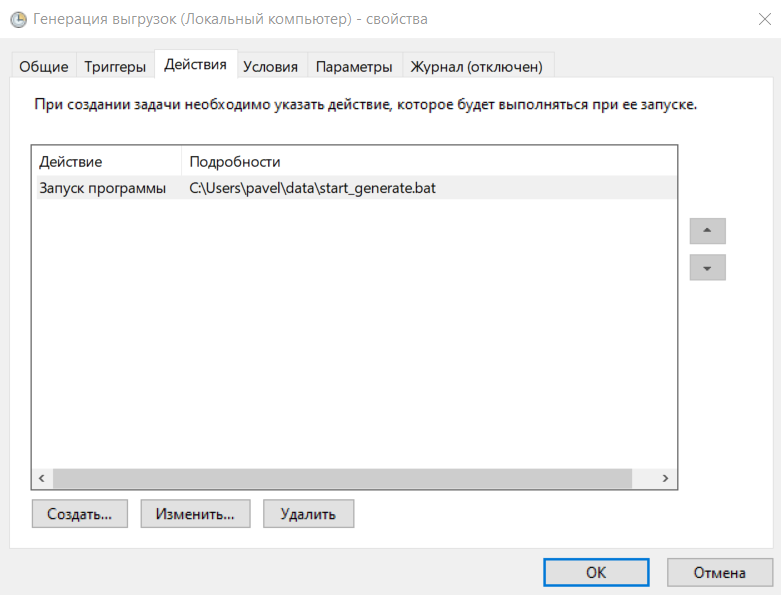 Генерация выгрузок (Локальный компьютер) - свойства
Общие Триггеры Действия Условия Параметры Журнал (отключен)
При создании задачи необходимо указать действие, которое будет выполняться при ее запуске.
Действие Подробности
Запуск программы C:\Users\pavel\data\start_generate.bat
Создать... Изменить... Удалить
ОК Отмена